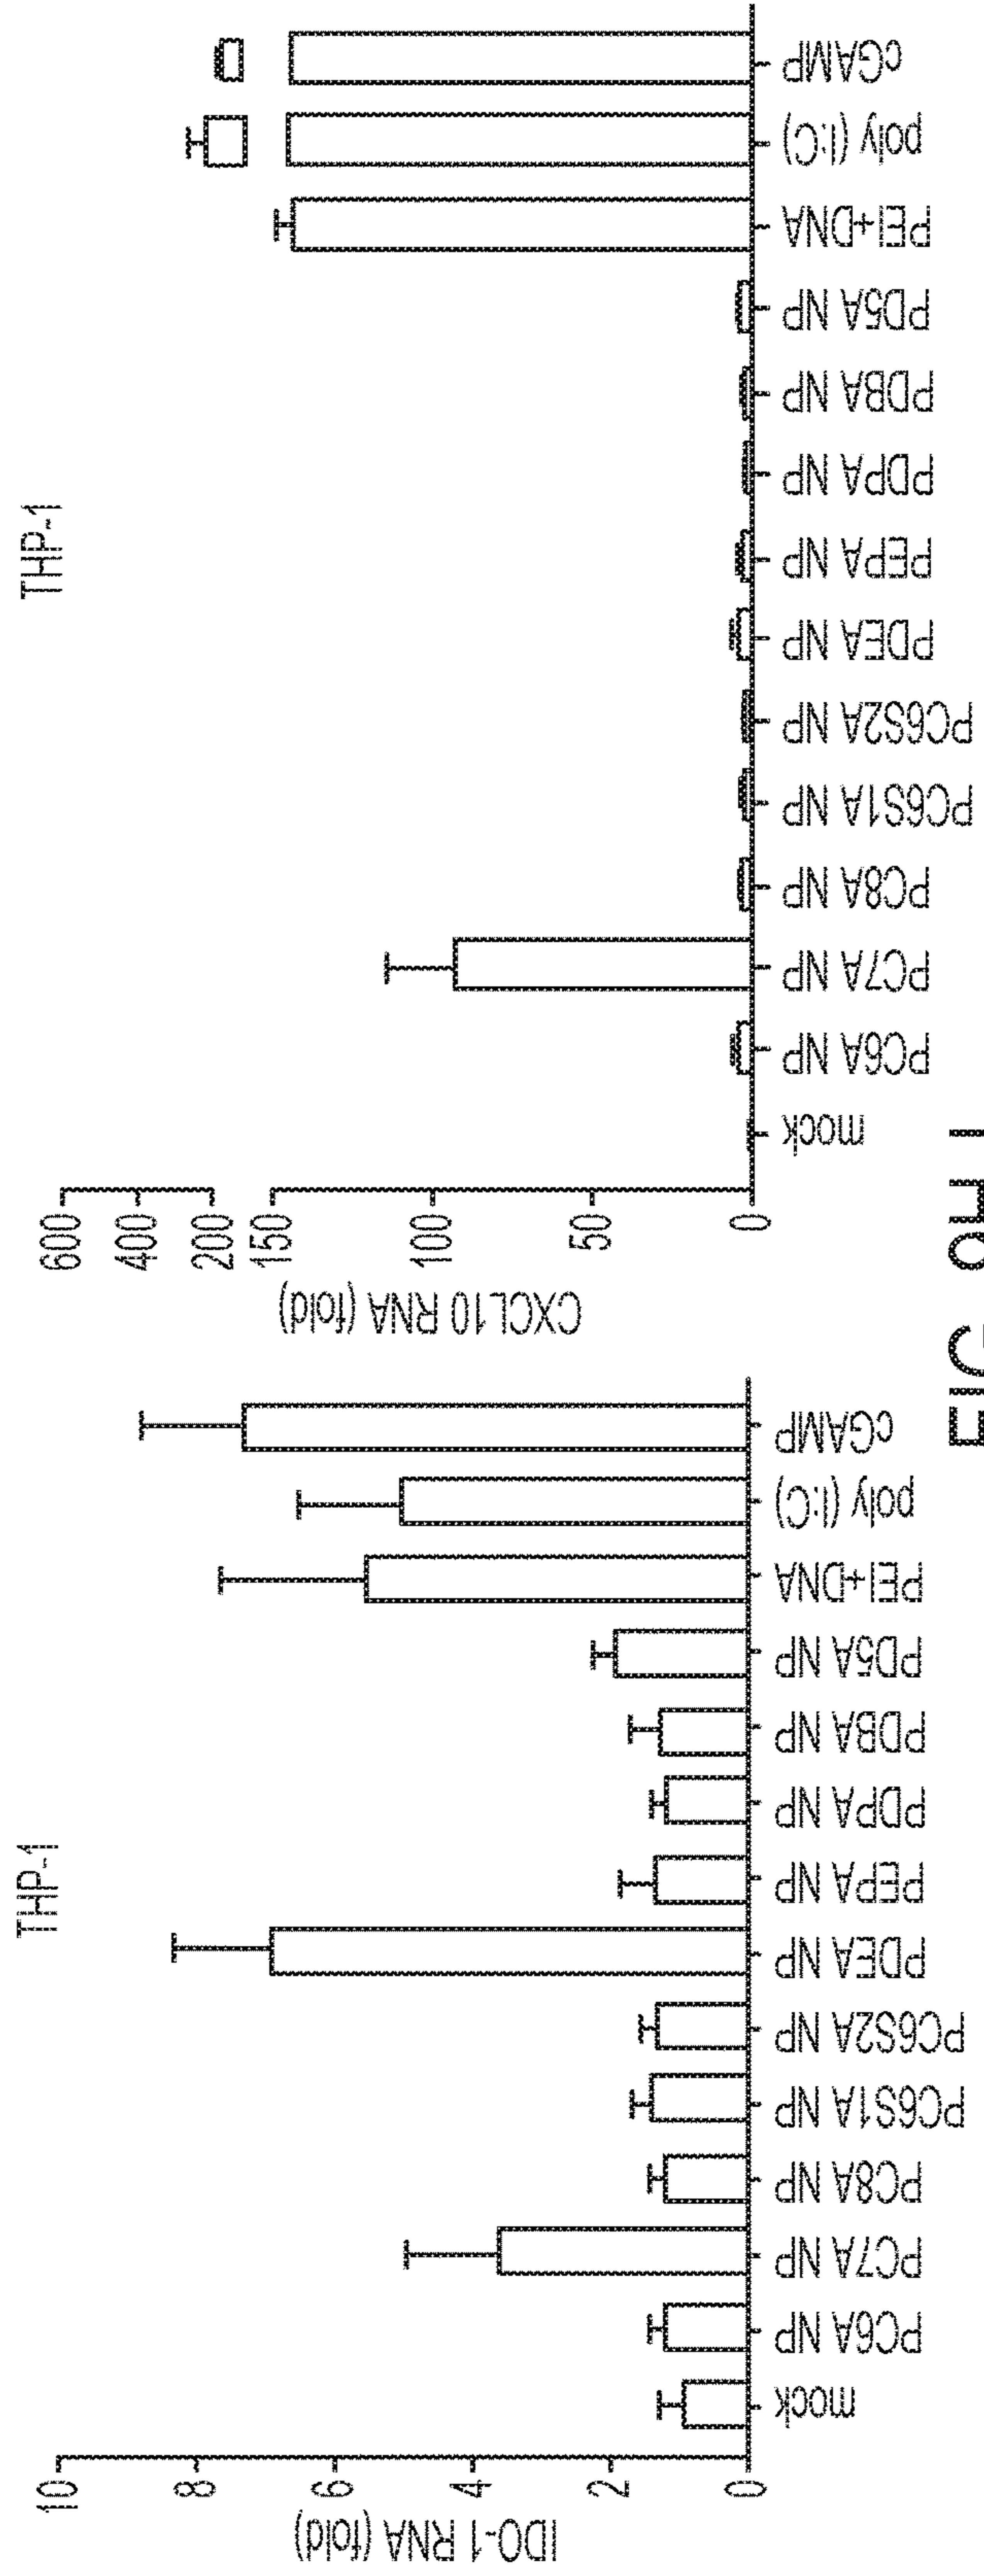 THP-1
IDO-1 RNA (fold)
10
8
6
4
2
0
mock
PC6A NP
PC7A NP
PC8A NP
PC6S1A NP
PC6S2A NP
PDEA NP
PEPA NP
PDPA NP
PDBA NP
PD5A NP
PEI+DNA
poly (I:C)
cGAMP
THP-1
CXCL10 RNA (fold)
600
400
200
150
100
50
0
mock
PC6A NP
PC7A NP
PC8A NP
PC6S1A NP
PC6S2A NP
PDEA NP
PEPA NP
PDPA NP
PDBA NP
PD5A NP
PEI+DNA
poly (I:C)
cGAMP